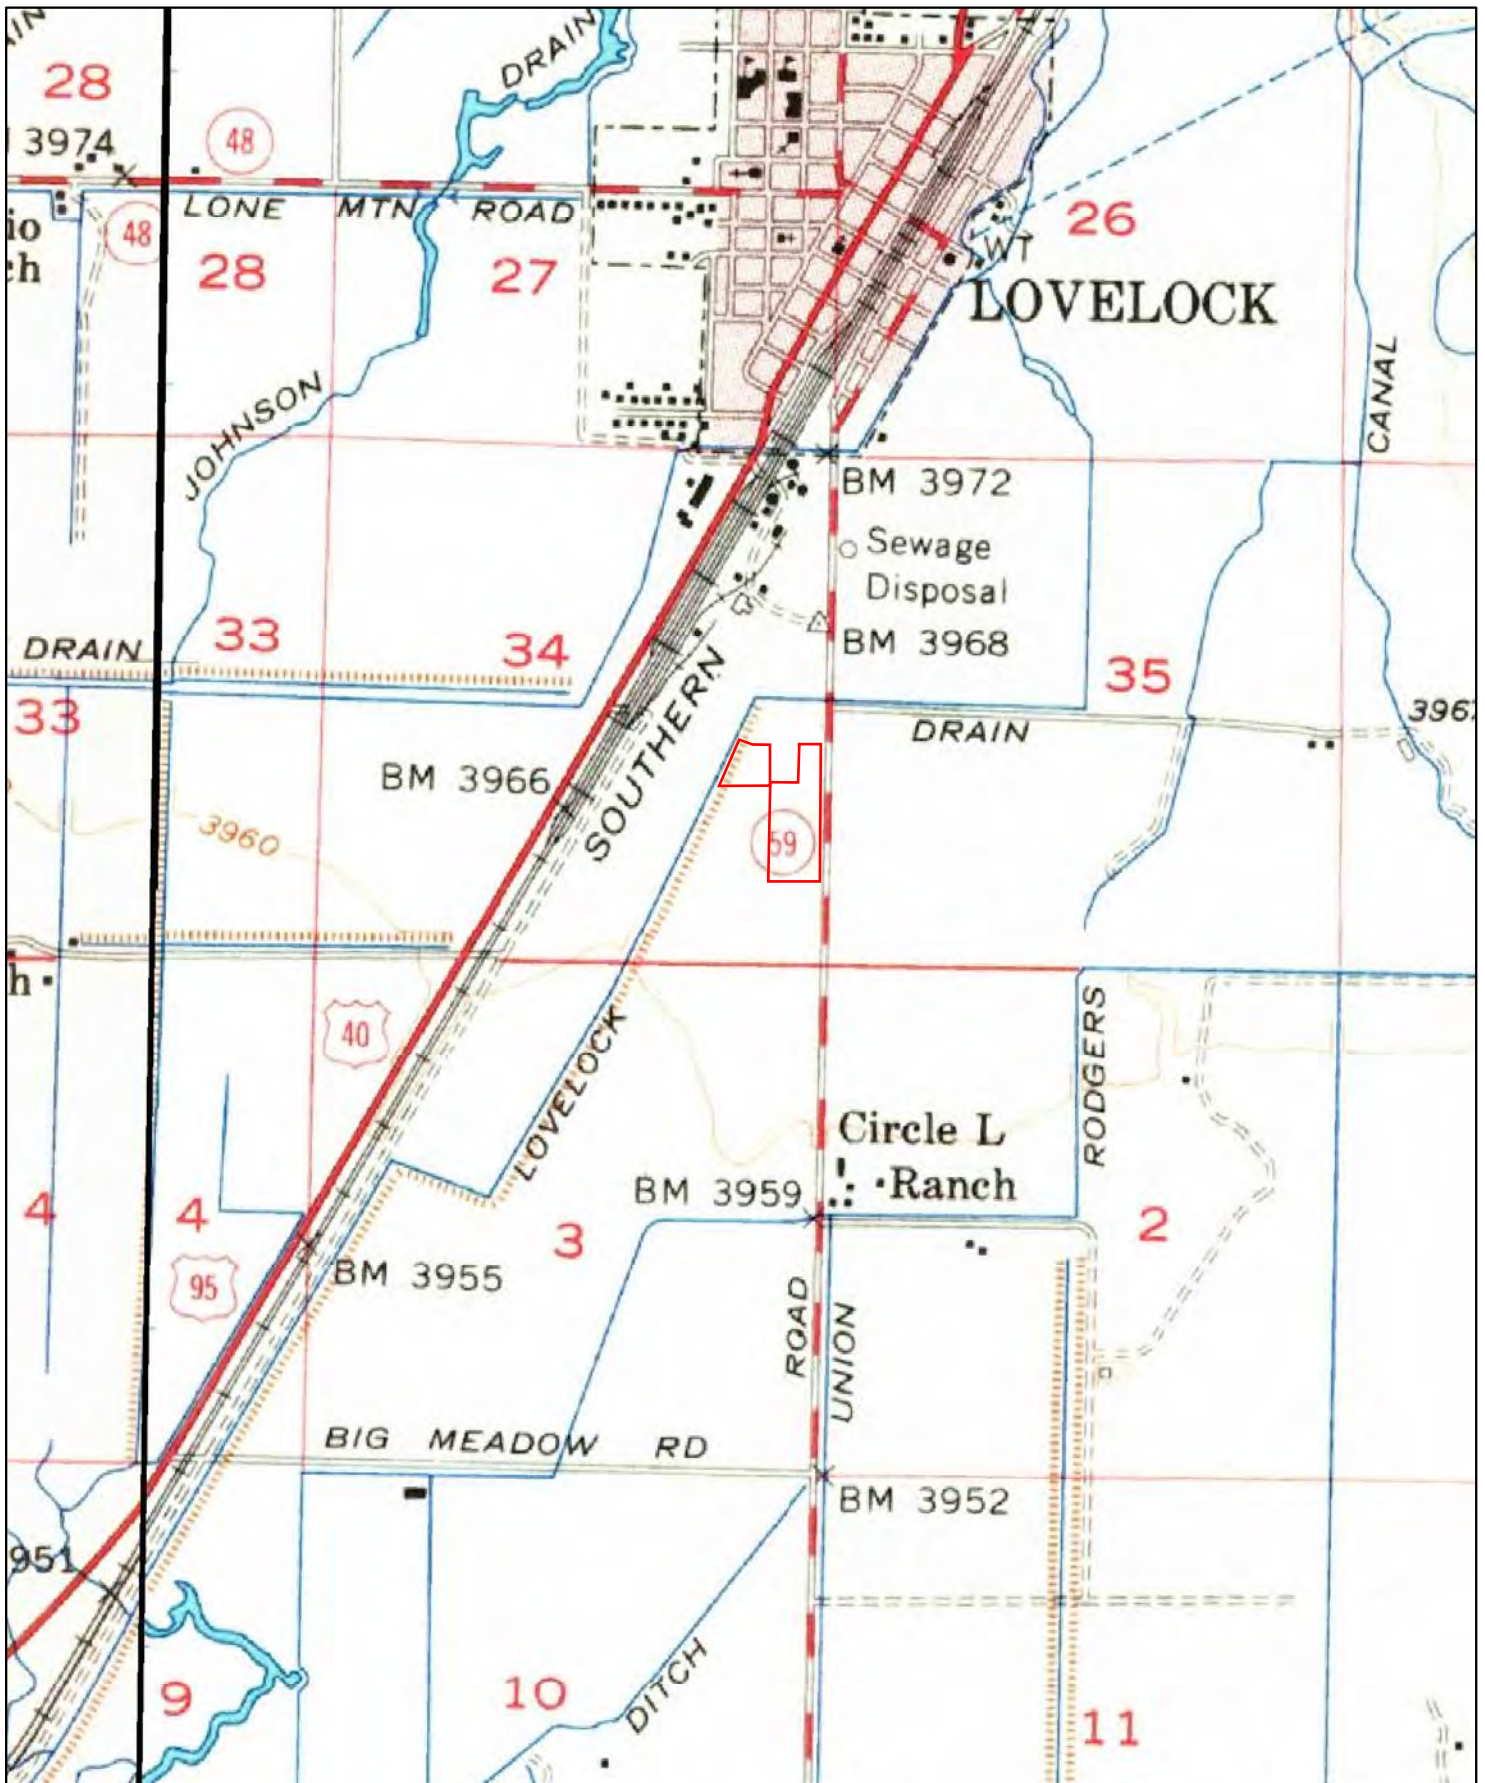 DRAIN
28
3974
48
LONE MTN ROAD
48
28
27
26
WT
LOVELOCK
CANAL
JOHNSON
BM 3972
Sewage
Disposal
BM 3968
DRAIN
33
34
35
33
SOUTHERN
DRAIN
BM 3966
3960
59
40
LOVELOCK
RODGERS
Circle L
Ranch
BM 3959
4
4
3
2
95
BM 3955
ROAD
UNION
BIG MEADOW RD
BM 3952
951
9
10
DITCH
11